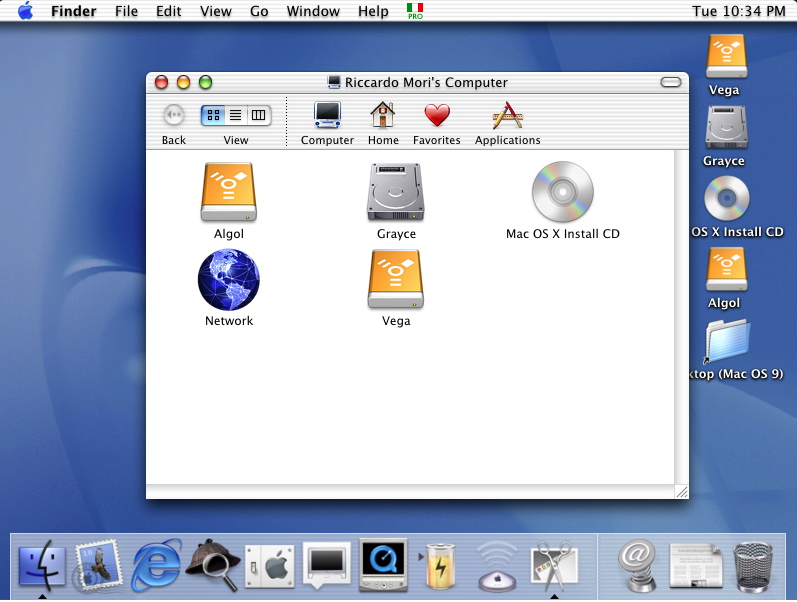 Finder File Edit View Go Window Help PRO Tue 10:34 PM
Riccardo Mori's Computer
Back View Computer Home Favorites Applications
Algol Grayce Mac OS X Install CD
Network Vega
Vega
Grayce
OS X Install CD
Algol
ktop (Mac OS 9)